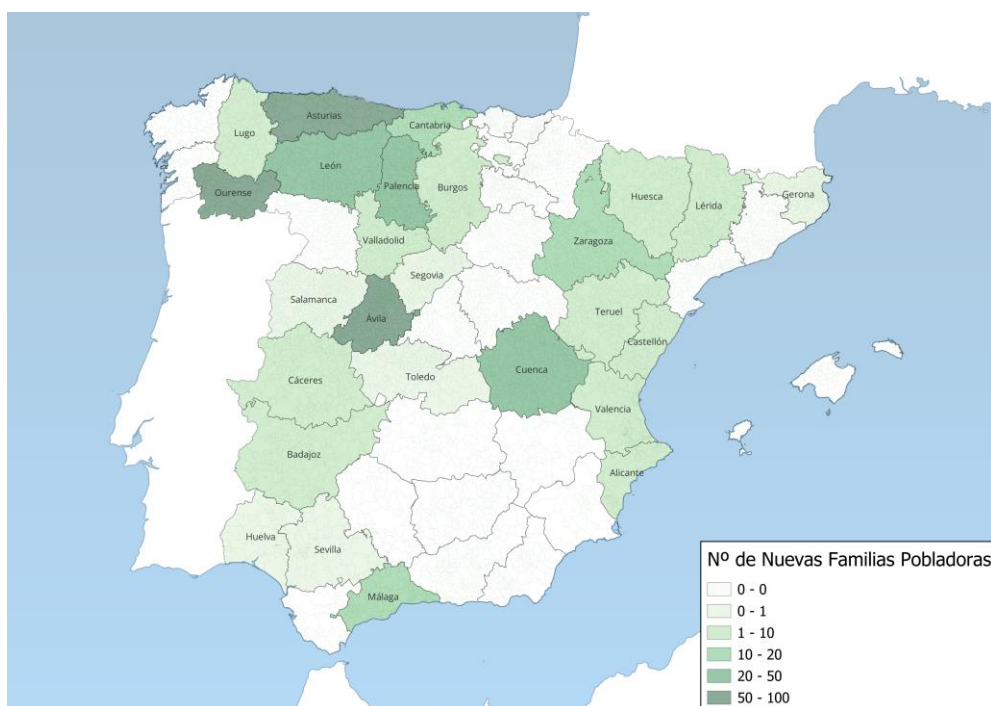 Asturias
Cantabria
Lugo
León
Palencia
Burgos
Ourense
Huesca
Lérida
Gerona
Valladolid
Zaragoza
Segovia
Salamanca
Ávila
Teruel
Castellón
Cáceres
Toledo
Cuenca
Valencia
Badajoz
Alicante
Huelva
Sevilla
Málaga
Nº de Nuevas Familias Pobladoras
0 - 0
0 - 1
1 - 10
10 - 20
20 - 50
50 - 100